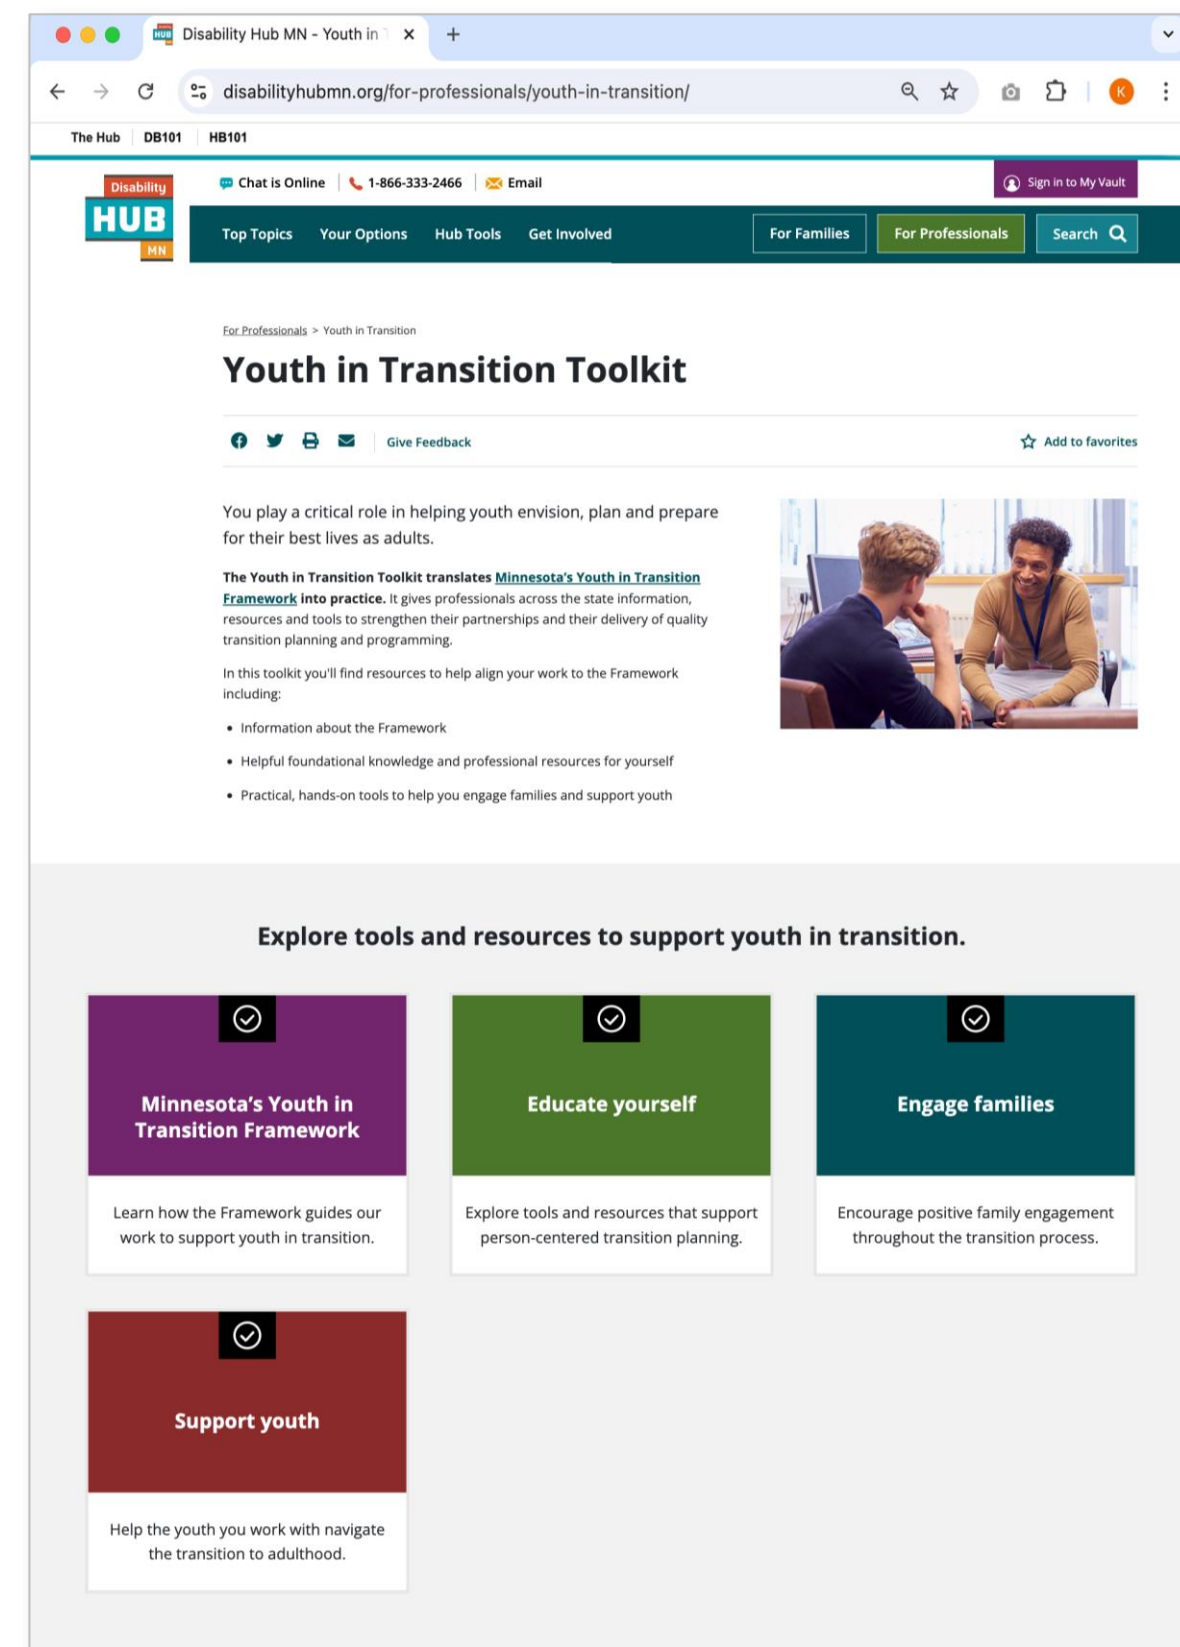 Disability Hub MN - Youth in
disabilityhubmn.org/for-professionals/youth-in-transition/
K
The Hub DB101 HB101
Disability
HUB
MN
Chat is Online 1-866-333-2466 Email
Sign in to My Vault
Top Topics Your Options Hub Tools Get Involved For Families For Professionals Search
For Professionals > Youth in Transition
Youth in Transition Toolkit
Give Feedback
Add to favorites
You play a critical role in helping youth envision, plan and prepare
for their best lives as adults.
The Youth in Transition Toolkit translates Minnesota's Youth in Transition
Framework into practice. It gives professionals across the state information,
resources and tools to strengthen their partnerships and their delivery of quality
transition planning and programming.
In this toolkit you'll find resources to help align your work to the Framework
including:
• Information about the Framework
• Helpful foundational knowledge and professional resources for yourself
• Practical, hands-on tools to help you engage families and support youth
Explore tools and resources to support youth in transition.
Minnesota's Youth in
Transition Framework
Learn how the Framework guides our
work to support youth in transition.
Educate yourself
Explore tools and resources that support
person-centered transition planning.
Engage families
Encourage positive family engagement
throughout the transition process.
Support youth
Help the youth you work with navigate
the transition to adulthood.